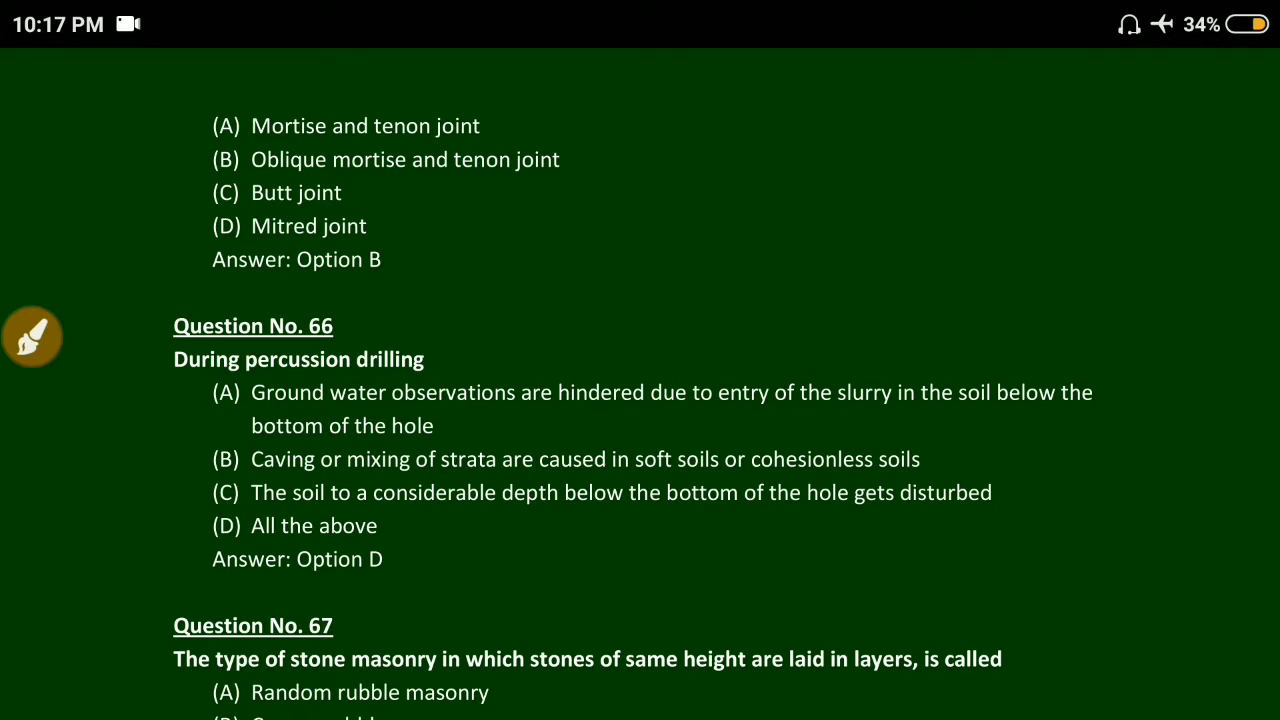 10:17 PM 34%
(A) Mortise and tenon joint
(B) Oblique mortise and tenon joint
(C) Butt joint
(D) Mitred joint
Answer: Option B
Question No. 66
During percussion drilling
(A) Ground water observations are hindered due to entry of the slurry in the soil below the
bottom of the hole
(B) Caving or mixing of strata are caused in soft soils or cohesionless soils
(C) The soil to a considerable depth below the bottom of the hole gets disturbed
(D) All the above
Answer: Option D
Question No. 67
The type of stone masonry in which stones of same height are laid in layers, is called
(A) Random rubble masonry